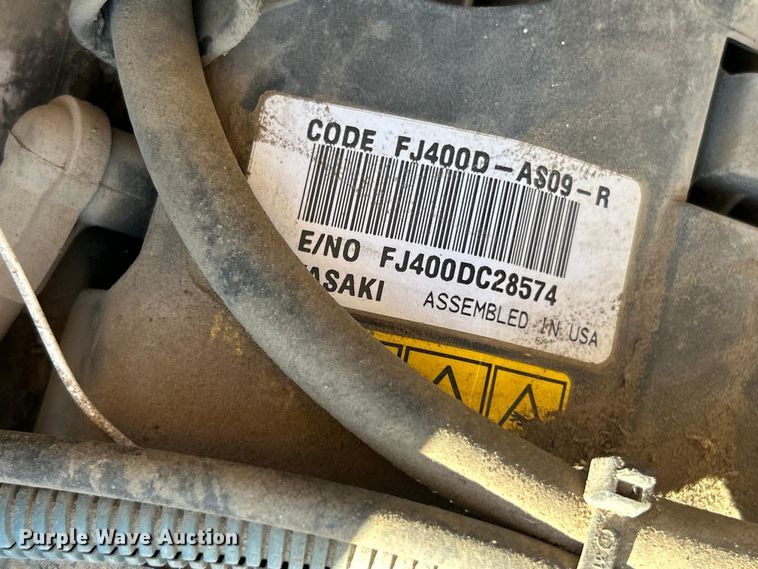 CODE FJ400D-AS09-R
E/NO FJ400DC28574
ASAKI ASSEMBLED IN USA
Purple Wave Auction